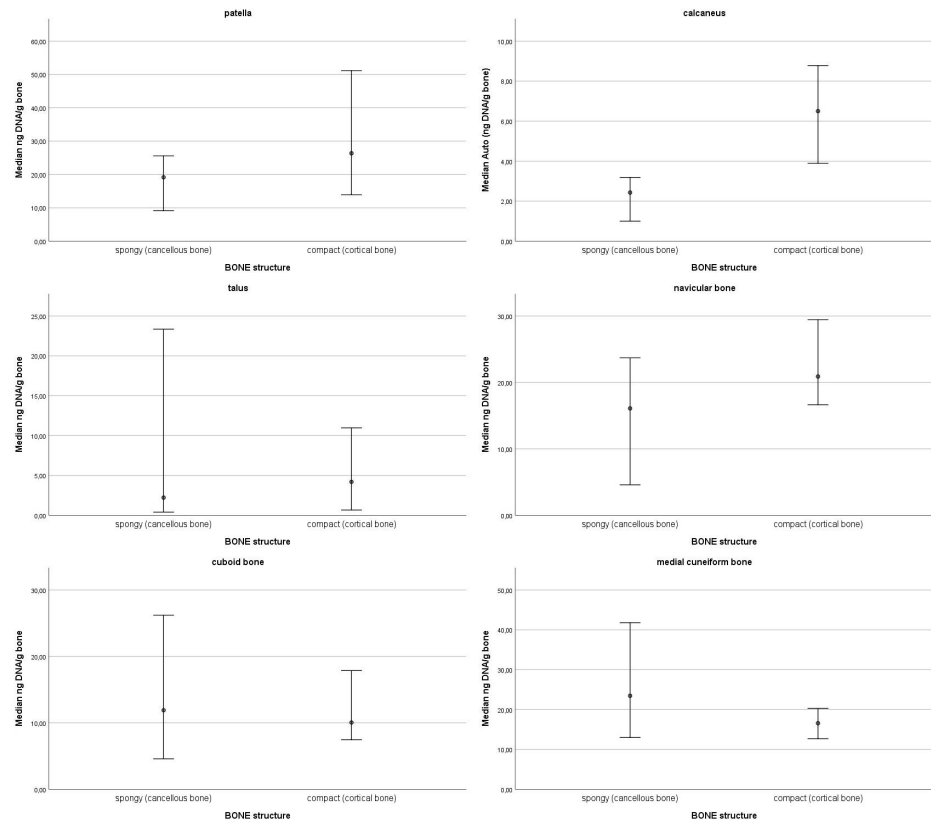 patella
Median ng DNA/g bone
60,00
50,00
40,00
30,00
20,00
10,00
0,00
spongy (cancellous bone) compact (cortical bone)
BONE structure
calcaneus
Median Auto (ng DNA/g bone)
10,00
8,00
6,00
4,00
2,00
0,00
spongy (cancellous bone) compact (cortical bone)
BONE structure
talus
Median ng DNA/g bone
25,00
20,00
15,00
10,00
5,00
0,00
spongy (cancellous bone) compact (cortical bone)
BONE structure
navicular bone
Median ng DNA/g bone
30,00
20,00
10,00
0,00
spongy (cancellous bone) compact (cortical bone)
BONE structure
cuboid bone
Median ng DNA/g bone
30,00
20,00
10,00
0,00
spongy (cancellous bone) compact (cortical bone)
BONE structure
medial cuneiform bone
Median ng DNA/g bone
50,00
40,00
30,00
20,00
10,00
0,00
spongy (cancellous bone) compact (cortical bone)
BONE structure